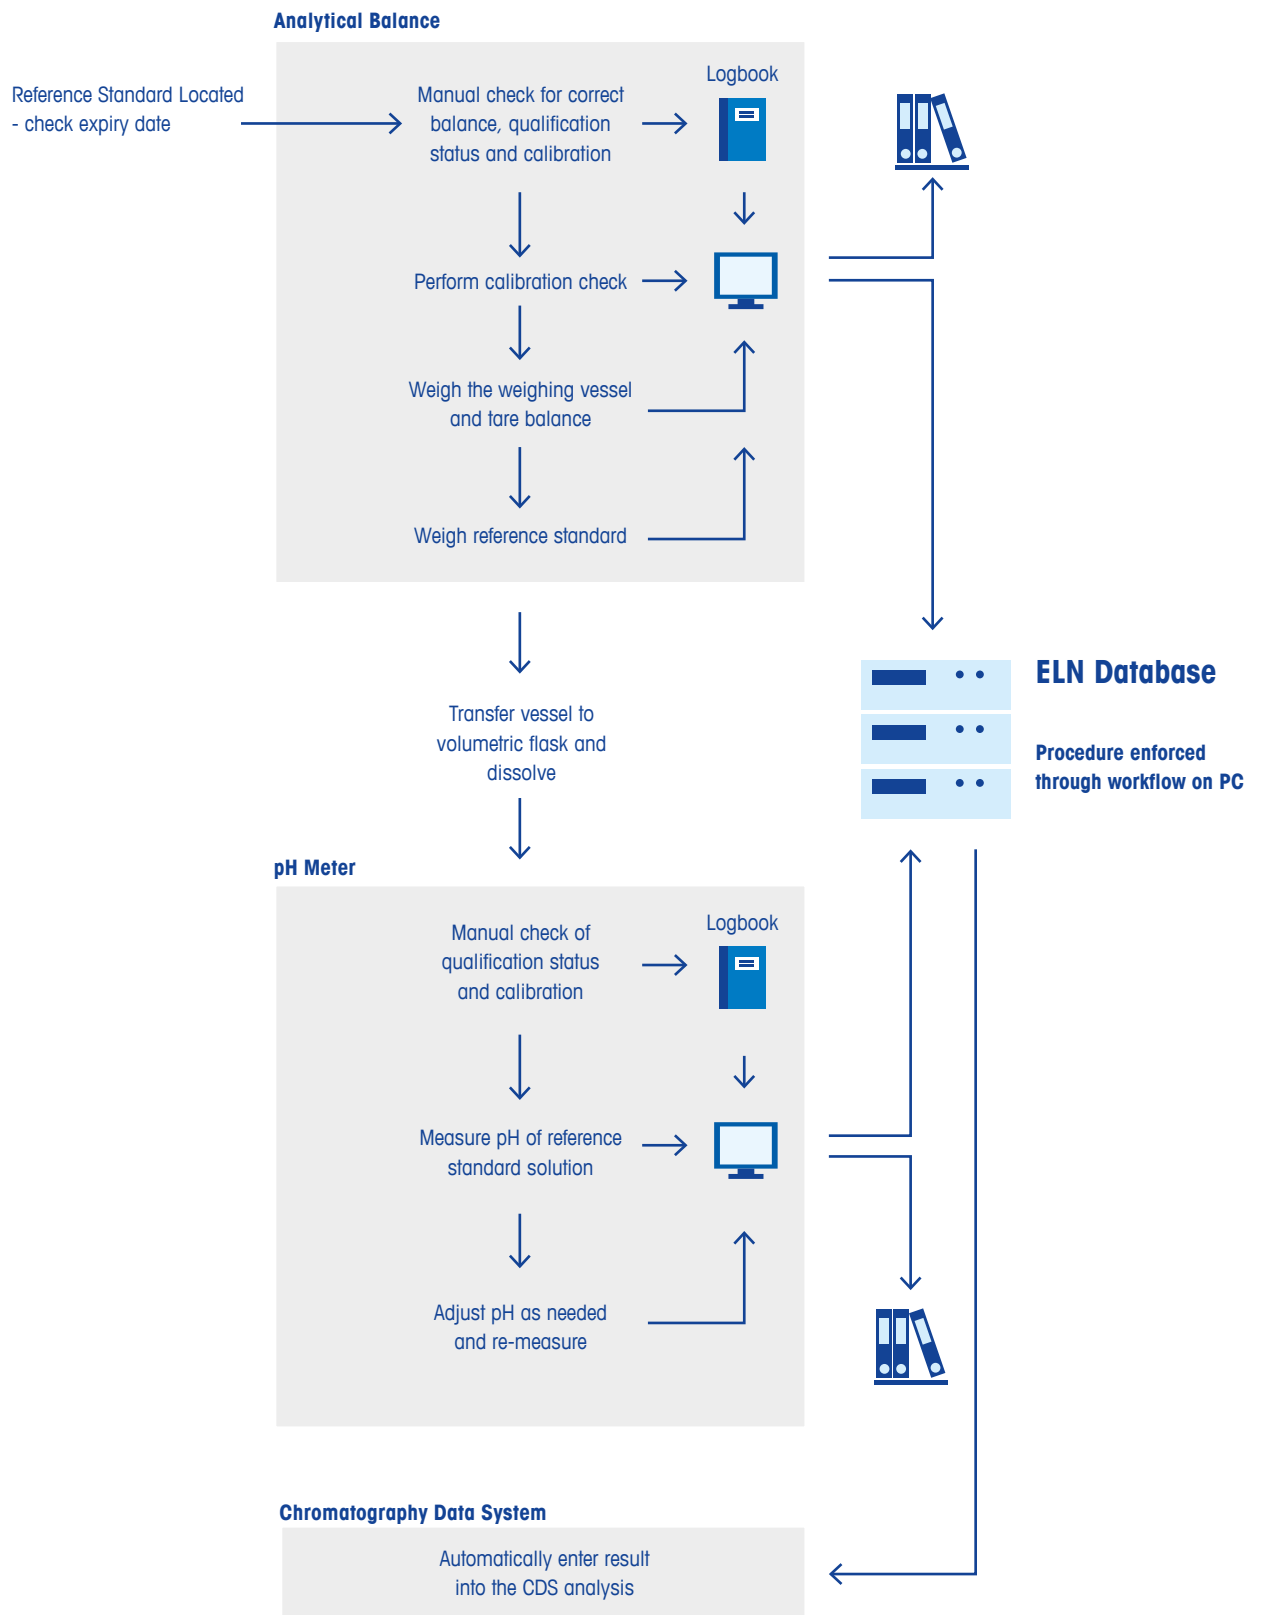 Analytical Balance
Reference Standard Located
- check expiry date
Manual check for correct
balance, qualification
status and calibration
Logbook
Perform calibration check
Weigh the weighing vessel
and tare balance
Weigh reference standard
Transfer vessel to
volumetric flask and
dissolve
ELN Database
Procedure enforced
through workflow on PC
pH Meter
Manual check of
qualification status
and calibration
Logbook
Measure pH of reference
standard solution
Adjust pH as needed
and re-measure
Chromatography Data System
Automatically enter result
into the CDS analysis